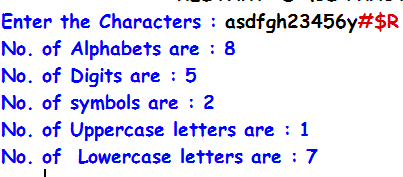 Enter the Characters : asdfgh23456y#$R
No. of Alphabets are : 8
No. of Digits are : 5
No. of symbols are : 2
No. of Uppercase letters are : 1
No. of  Lowercase letters are : 7